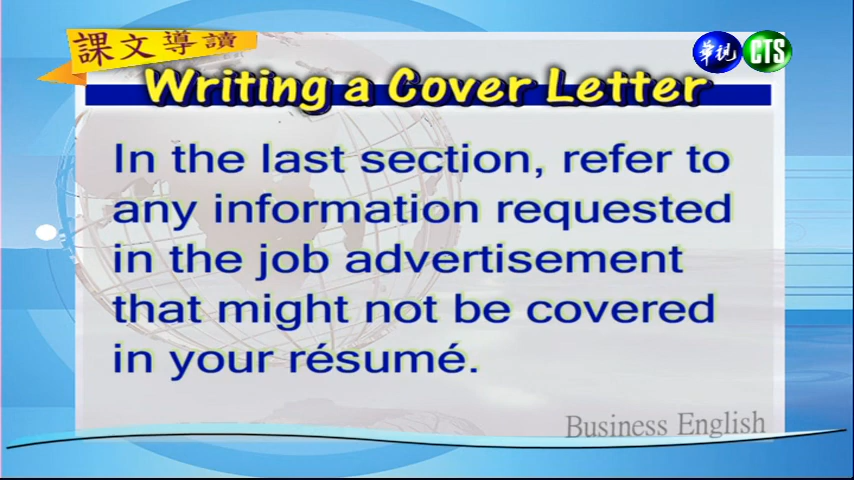 課文導讀
華視 CTS
Writing a Cover Letter
In the last section, refer to
any information requested
in the job advertisement
that might not be covered
in your résumé.
Business English